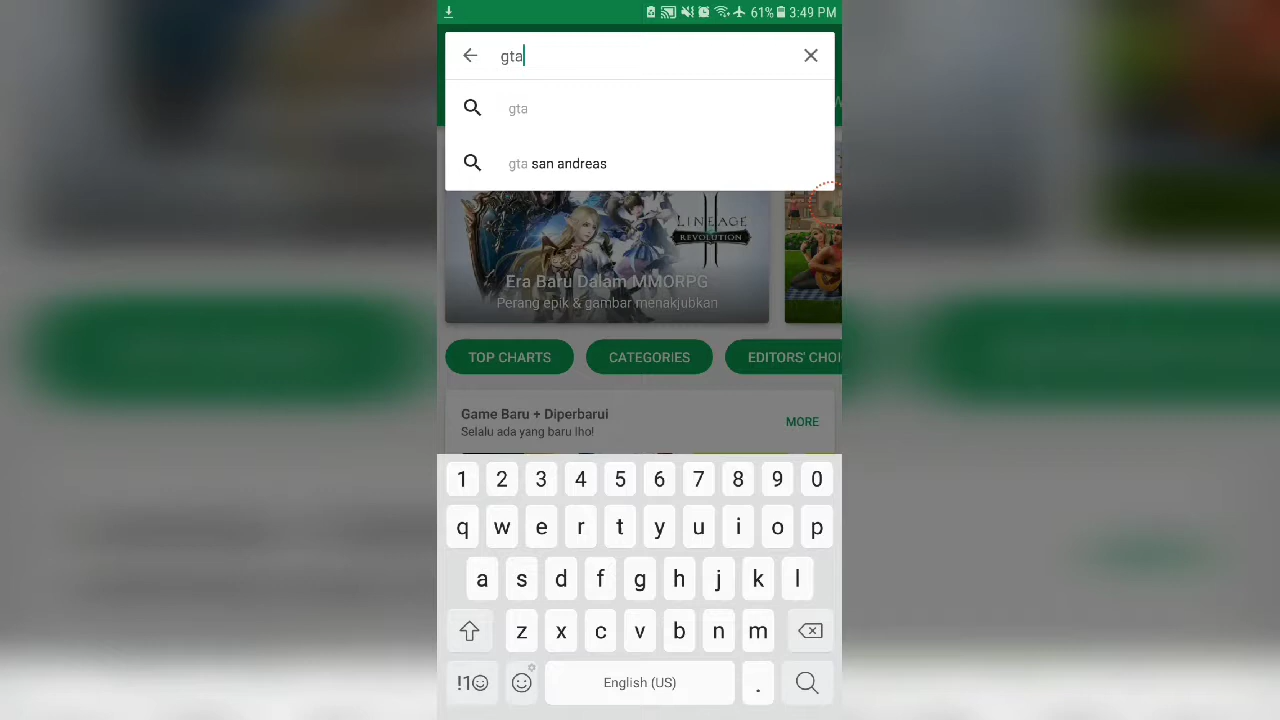 61% 3:49 PM
gta
gta
gta san andreas
LINEAGE
II
REVOLUTION
Era Baru Dalam MMORPG
Perang epik & gambar menakjubkan
TOP CHARTS CATEGORIES EDITORS' CHOI
Game Baru + Diperbarui
MORE
Selalu ada yang baru lho!
1 2 3 4 5 6 7 8 9 0
q w e r t y u i o p
a s d f g h j k l
z x c v b n m
!1☺ English (US) .